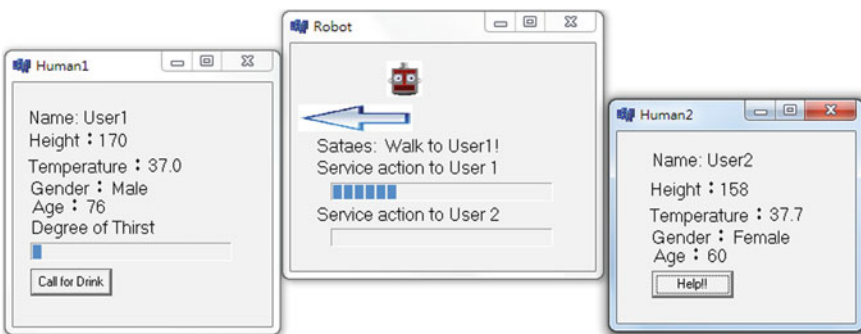 Human1
Name: User1
Height：170
Temperature：37.0
Gender：Male
Age：76
Degree of Thirst
Call for Drink
Robot
Sataes: Walk to User1!
Service action to User 1
Service action to User 2
Human2
Name: User2
Height：158
Temperature：37.7
Gender：Female
Age：60
Help!!